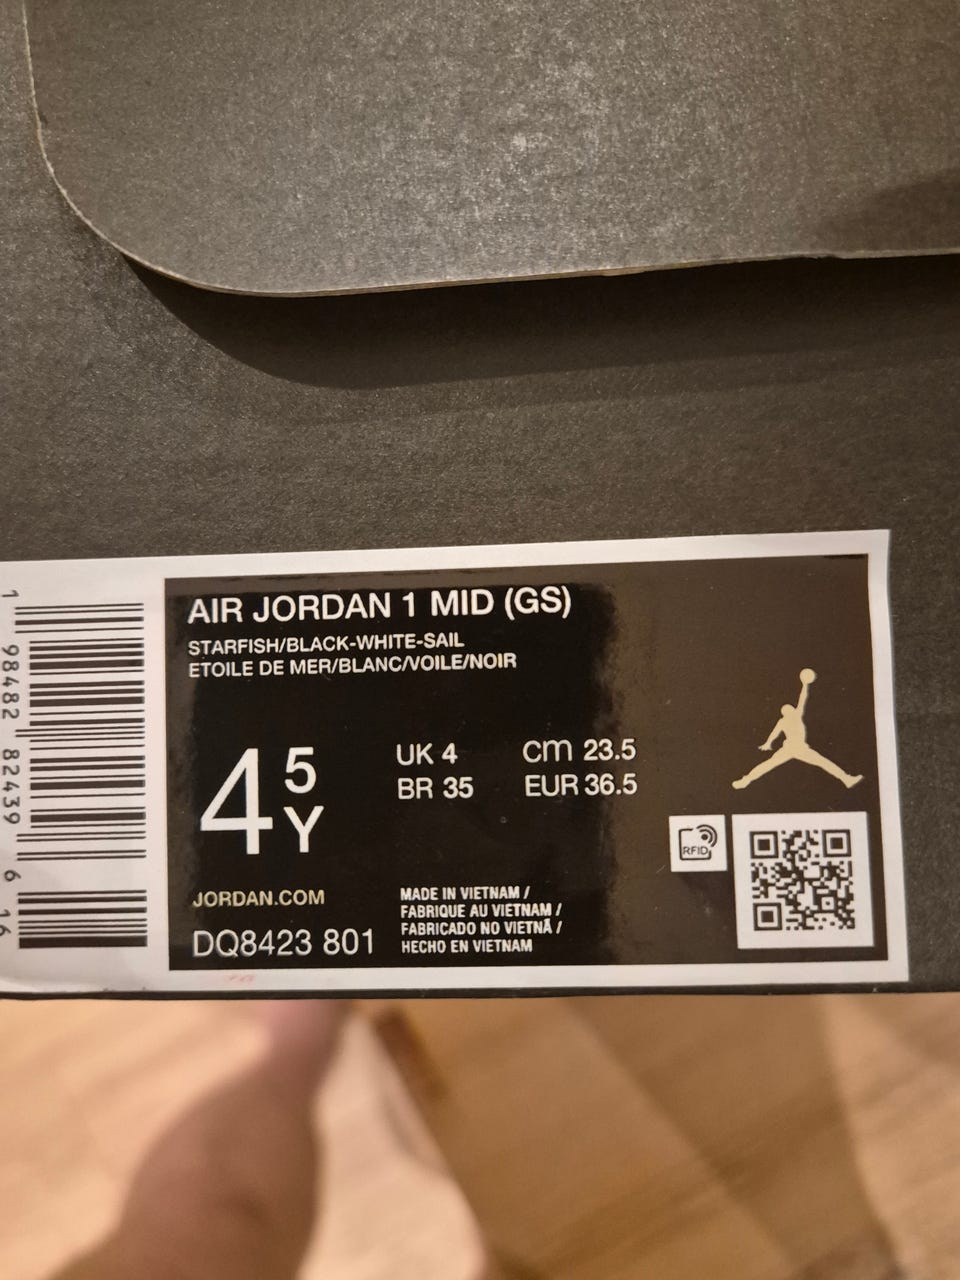 AIR JORDAN 1 MID (GS)
STARFISH/BLACK-WHITE-SAIL
ETOILE DE MER/BLANC/VOILE/NOIR
4 5 Y
UK 4 CM 23.5
BR 35 EUR 36.5
RFID
JORDAN.COM
DQ8423 801
MADE IN VIETNAM /
FABRIQUE AU VIETNAM /
FABRICADO NO VIETNÃ /
HECHO EN VIETNAM
1 98482 82439 6 16